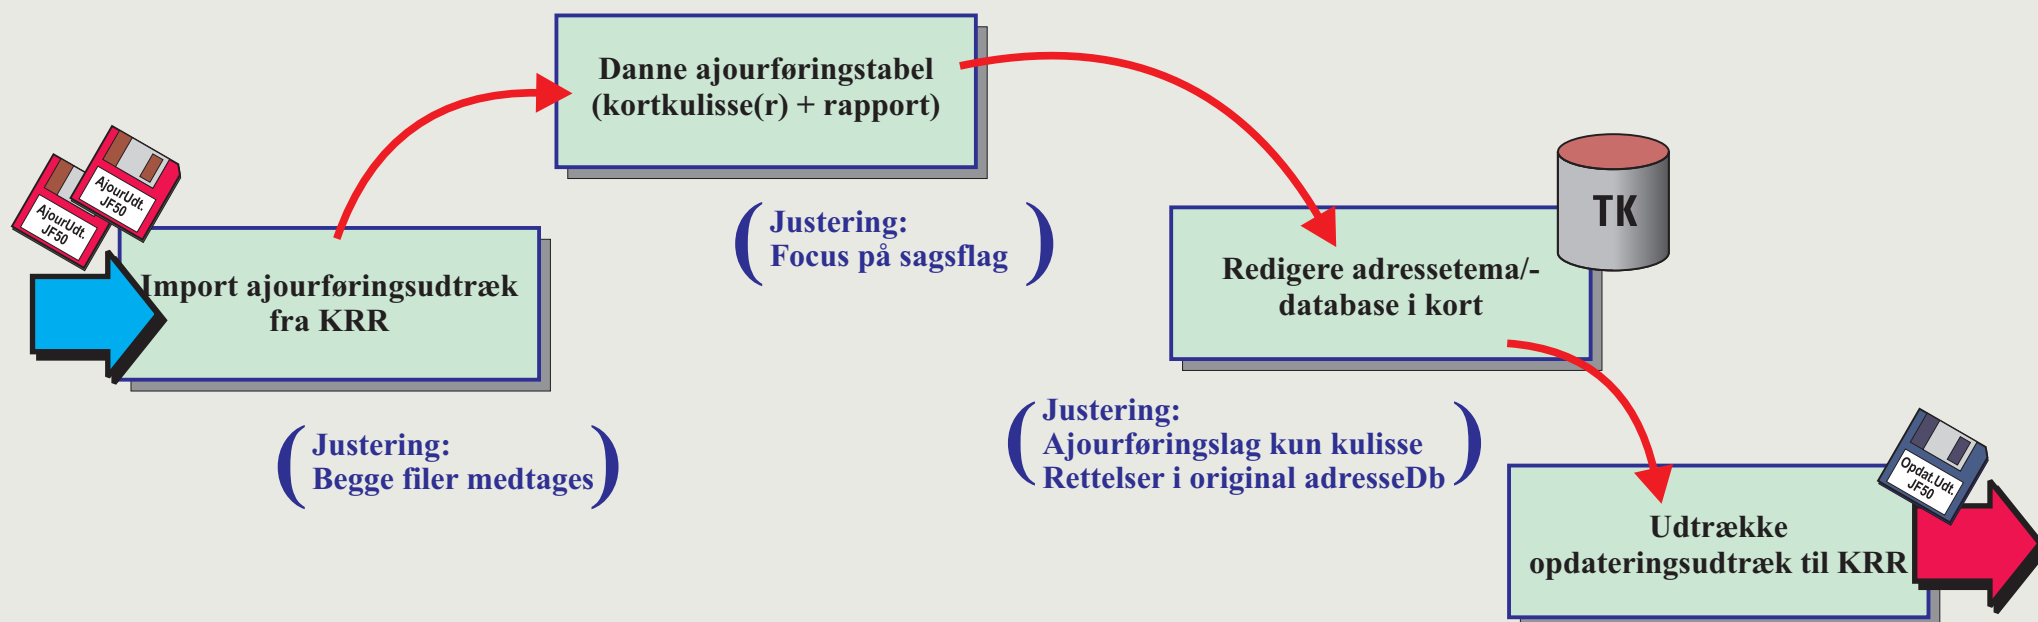 Danne ajourføringstabel
(kortkulisse(r) + rapport)
AjourUdt.
JF50
AjourUdt.
JF50
Import ajourføringsudtræk
fra KRR
(Justering:
Focus på sagsflag)
TK
Redigere adressetema/-
database i kort
(Justering:
Begge filer medtages)
(Justering:
Ajourføringslag kun kulisse
Rettelser i original adresseDb)
Opdat.Udt.
JF50
Udtrække
opdateringsudtræk til KRR